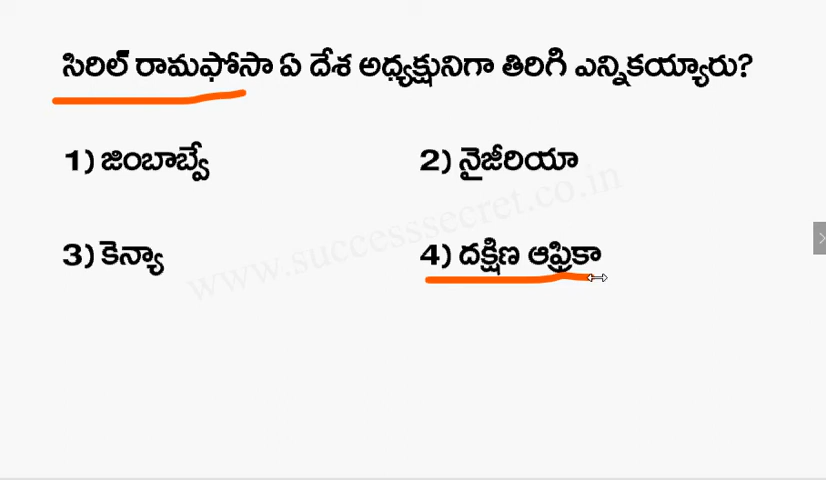 సిరిల్ రామఫోసా ఏ దేశ అధ్యక్షునిగా తిరిగి ఎన్నికయ్యారు?
1) జింబాబ్వే 2) నైజీరియా
3) కెన్యా 4) దక్షిణ ఆఫ్రికా
www.successsecret.co.in